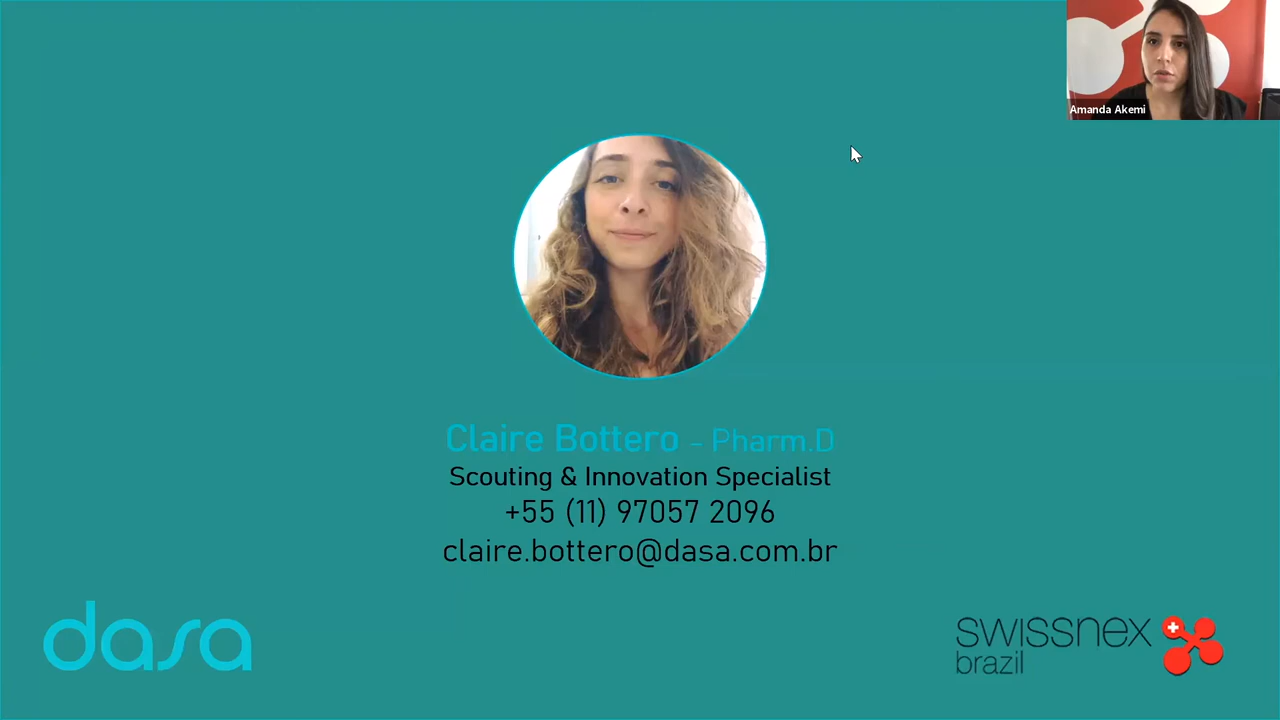 Amanda Akemi
Claire Bottero – Pharm.D
Scouting & Innovation Specialist
+55 (11) 97057 2096
claire.bottero@dasa.com.br
dasa
swissnex
brazil